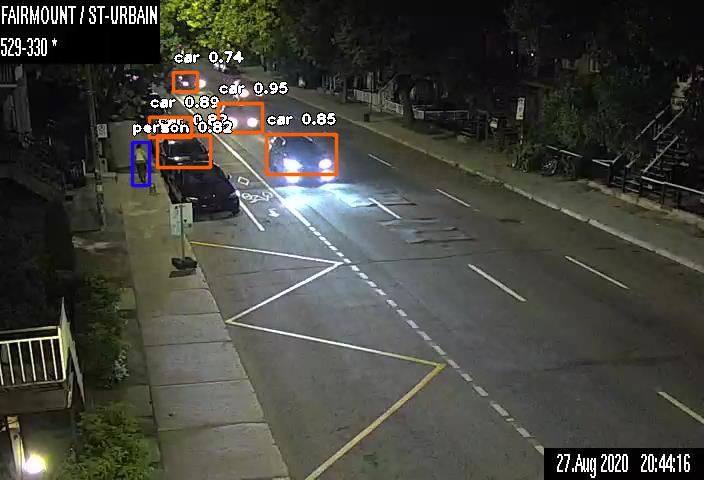 FAIRMOUNT / ST-URBAIN
529-330 *
car 0.74
car 0.95
car 0.89
car 0.85
person 0.82
27.Aug 2020 20:44:16